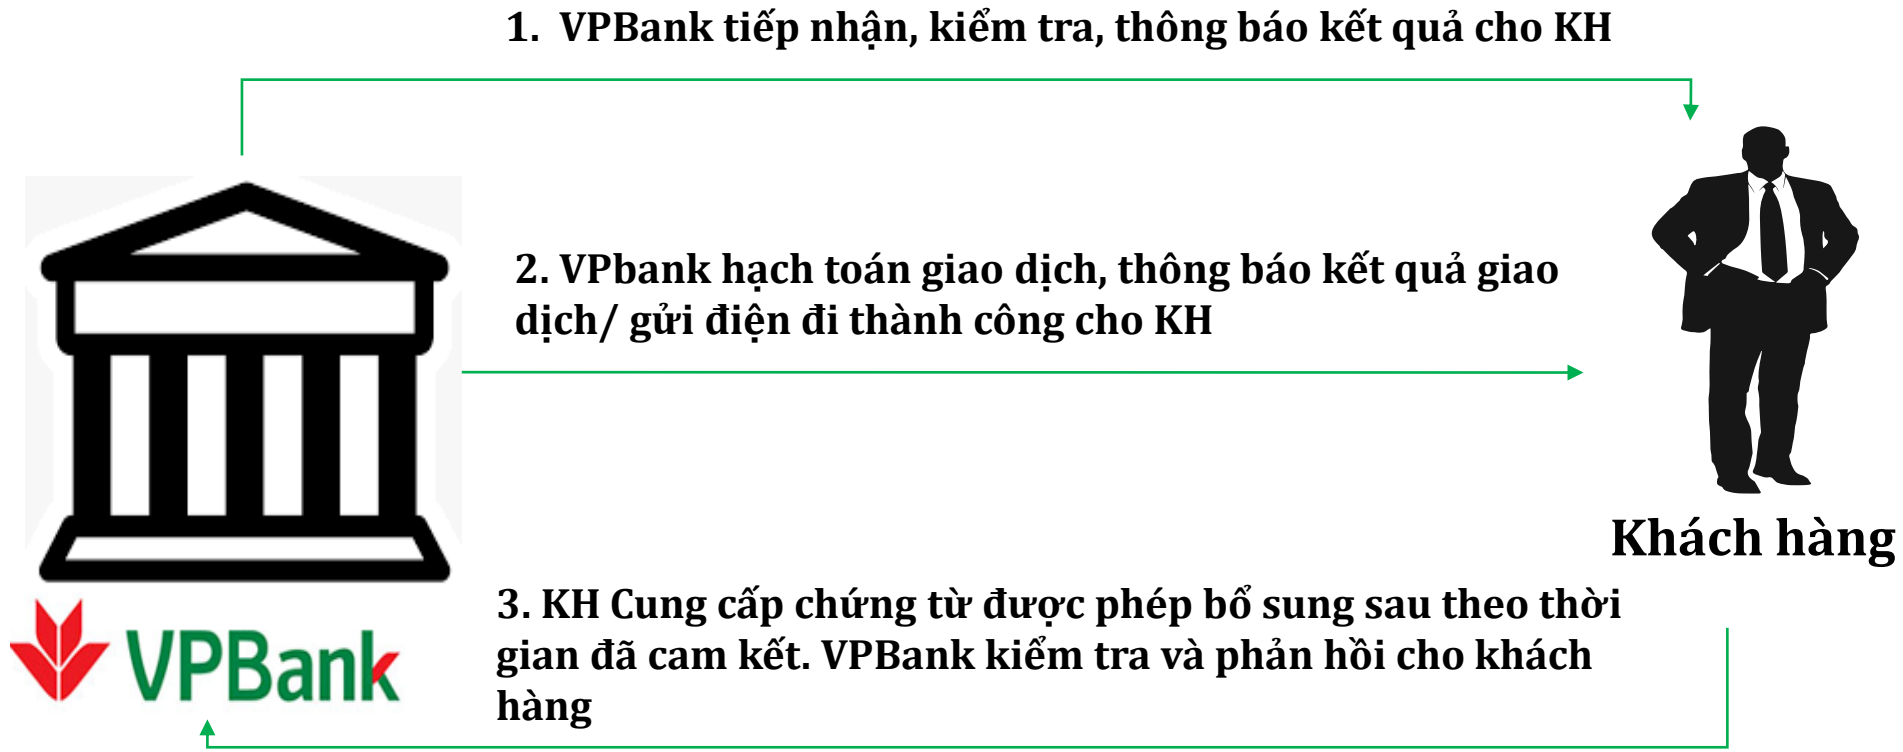 1. VPBank tiếp nhận, kiểm tra, thông báo kết quả cho KH
2. VPbank hạch toán giao dịch, thông báo kết quả giao
dịch/ gửi điện đi thành công cho KH
Khách hàng
3. KH Cung cấp chứng từ được phép bổ sung sau theo thời
gian đã cam kết. VPBank kiểm tra và phản hồi cho khách
hàng
VPBank